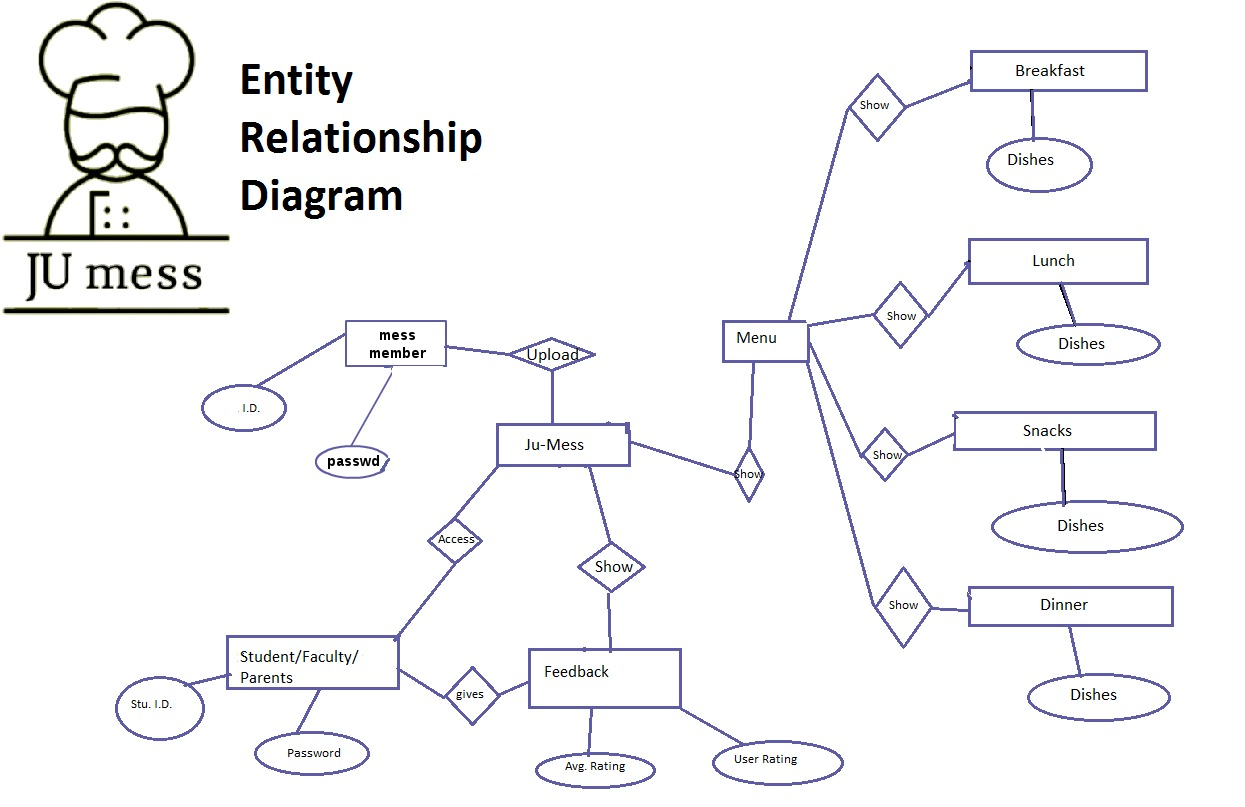 Entity
Relationship
Diagram
JU mess
Breakfast
Show
Dishes
Lunch
Show
Dishes
mess
member
Upload
Menu
I.D.
passwd
Ju-Mess
Show
Snacks
Show
Dishes
Access
Show
Show
Dinner
Student/Faculty/
Parents
Feedback
gives
Stu. I.D.
Dishes
Password
Avg. Rating
User Rating